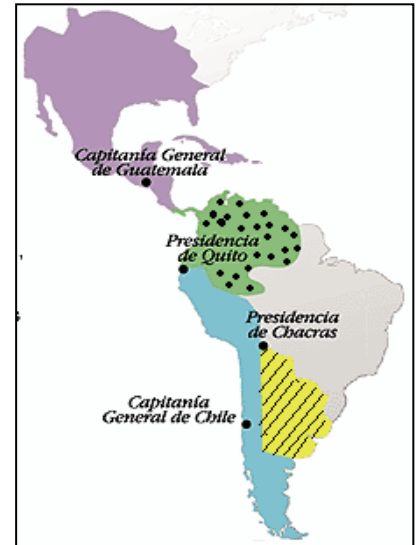 Capitanía General
de Guatemala
Presidencia
de Quito
Presidencia
de Chacras
Capitanía
General de Chile